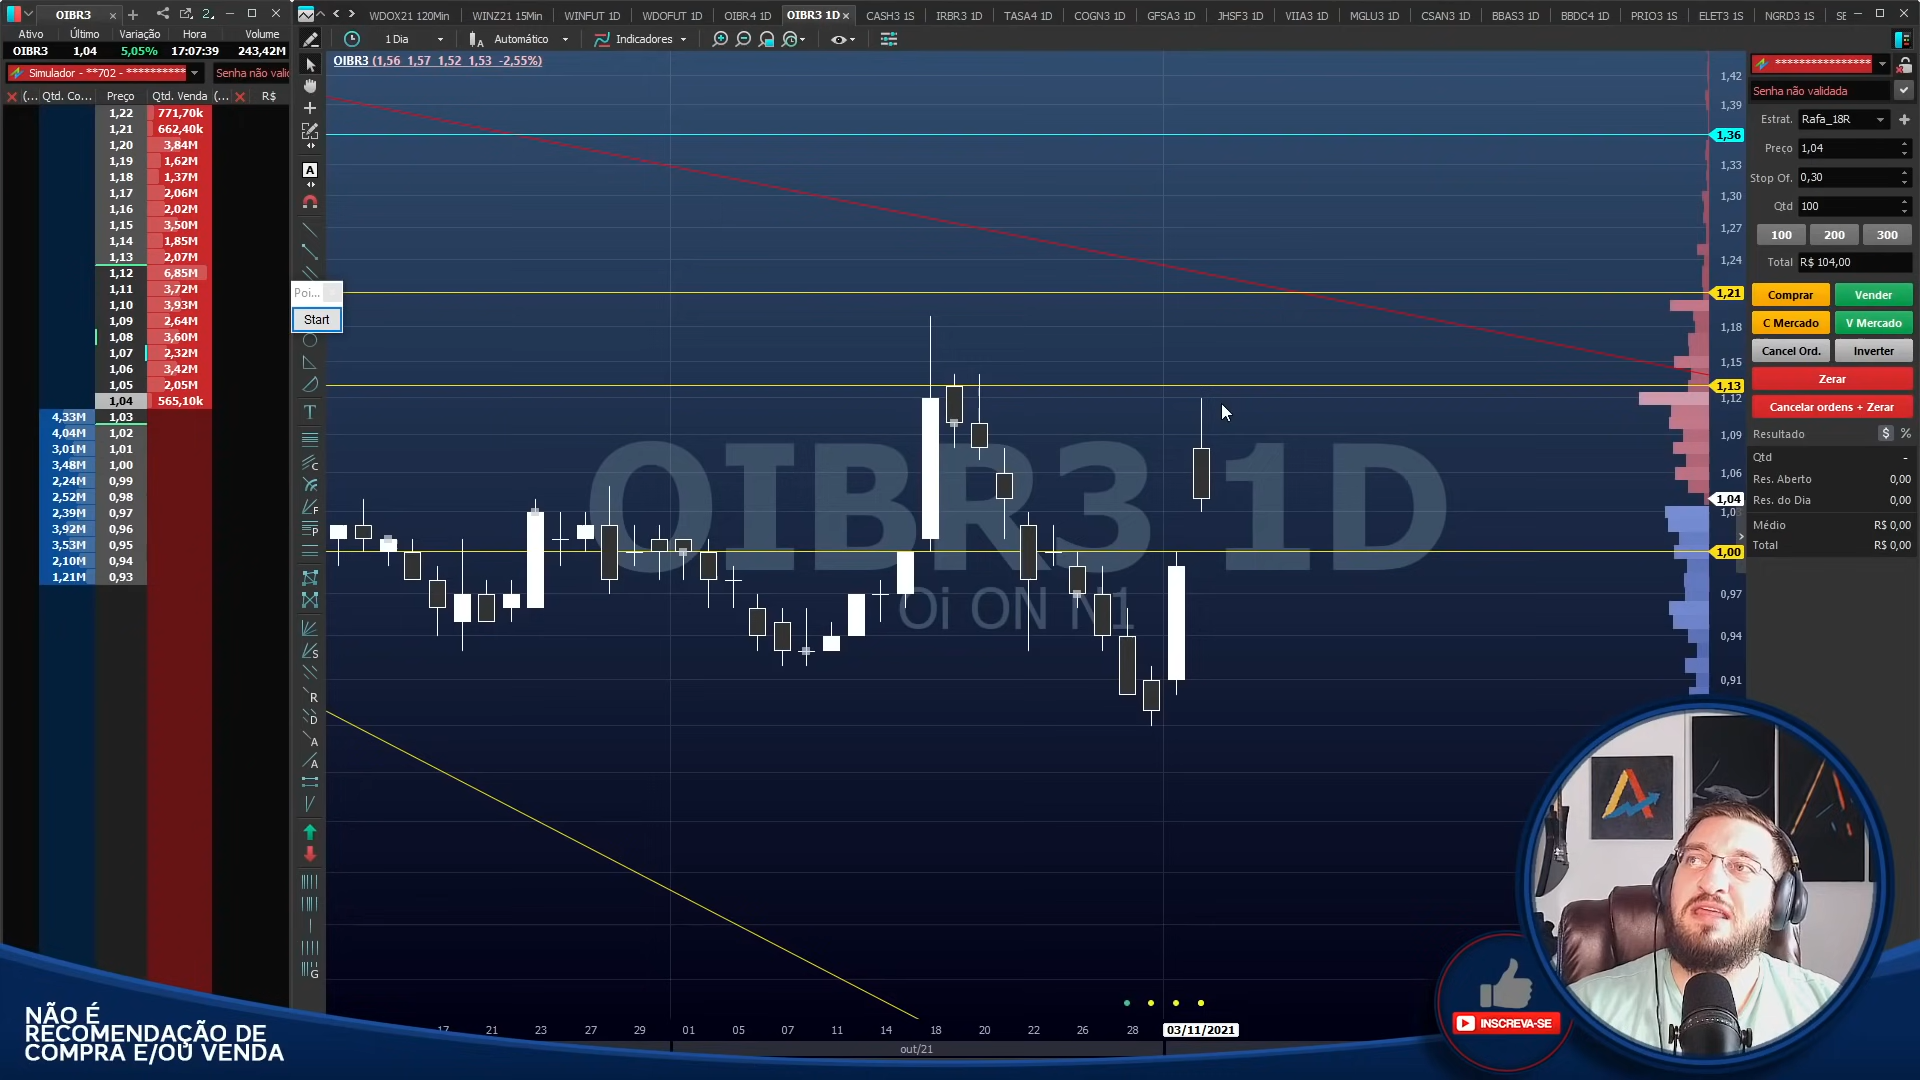 OIBR3
WDOX21 120Min
WINZ21 15Min
WINFUT 1D
WDOFUT 1D
OIBR4 1D
OIBR3 1D
CASH3 1S
IRBR3 1D
TASA4 1D
COGN3 1D
GFSA3 1D
JHSF3 1D
VIIA3 1D
MGLU3 1D
CSAN3 1D
BBAS3 1D
BBDC4 1D
PRIO3 1S
ELET3 1S
NGRD3 1S
Ativo Último Variação Hora Volume
OIBR3 1,04 5,05% 17:07:39 243,42M
1 Dia
Automático
Indicadores
Simulador - **702 - **********
Senha não valid
OIBR3 (1,56 1,57 1,52 1,53 -2,55%)
(... Qtd. Co... Preço Qtd. Venda (... R$
1,22 771,70k
1,21 662,40k
1,20 3,84M
1,19 1,62M
1,18 1,37M
1,17 2,06M
1,16 2,02M
1,15 3,50M
1,14 1,85M
1,13 2,07M
1,12 6,85M
1,11 3,72M
1,10 3,93M
1,09 2,64M
1,08 3,60M
1,07 2,32M
1,06 3,42M
1,05 2,05M
1,04 565,10k
4,33M 1,03
4,04M 1,02
3,01M 1,01
3,48M 1,00
2,24M 0,99
2,52M 0,98
2,39M 0,97
3,92M 0,96
3,53M 0,95
2,10M 0,94
1,21M 0,93
Poi...
Start
OIBR3 1D
Oi ON N1
1,42
1,39
1,36
1,33
1,30
1,27
1,24
1,21
1,18
1,15
1,13
1,12
1,09
1,06
1,04
1,00
0,97
0,94
0,91
17 21 23 27 29 01 05 07 11 14 18 20 22 26 28 03/11/2021
out/21
****************
Senha não validada
Estrat. Rafa_18R
Preço 1,04
Stop Of. 0,30
Qtd 100
100 200 300
Total R$ 104,00
Comprar Vender
C Mercado V Mercado
Cancel Ord. Inverter
Zerar
Cancelar ordens + Zerar
Resultado $ %
Qtd -
Res. Aberto 0,00
Res. do Dia 0,00
Médio R$ 0,00
Total R$ 0,00
NÃO É
RECOMENDAÇÃO DE
COMPRA E/OU VENDA
INSCREVA-SE